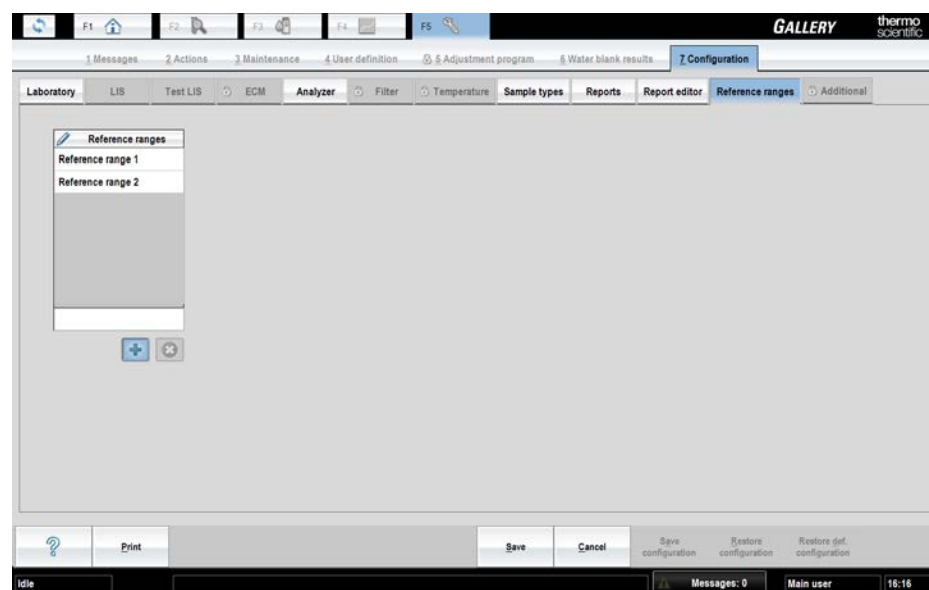 F1 F2 F3 F4 F5 GALLERY thermo scientific
1 Messages 2 Actions 3 Maintenance 4 User definition 5 Adjustment program 6 Water blank results 7 Configuration
Laboratory LIS Test LIS ECM Analyzer Filter Temperature Sample types Reports Report editor Reference ranges Additional
Reference ranges
Reference range 1
Reference range 2
? Print Save Cancel Save configuration Restore configuration Restore def. configuration
Idle Messages: 0 Main user 16:16